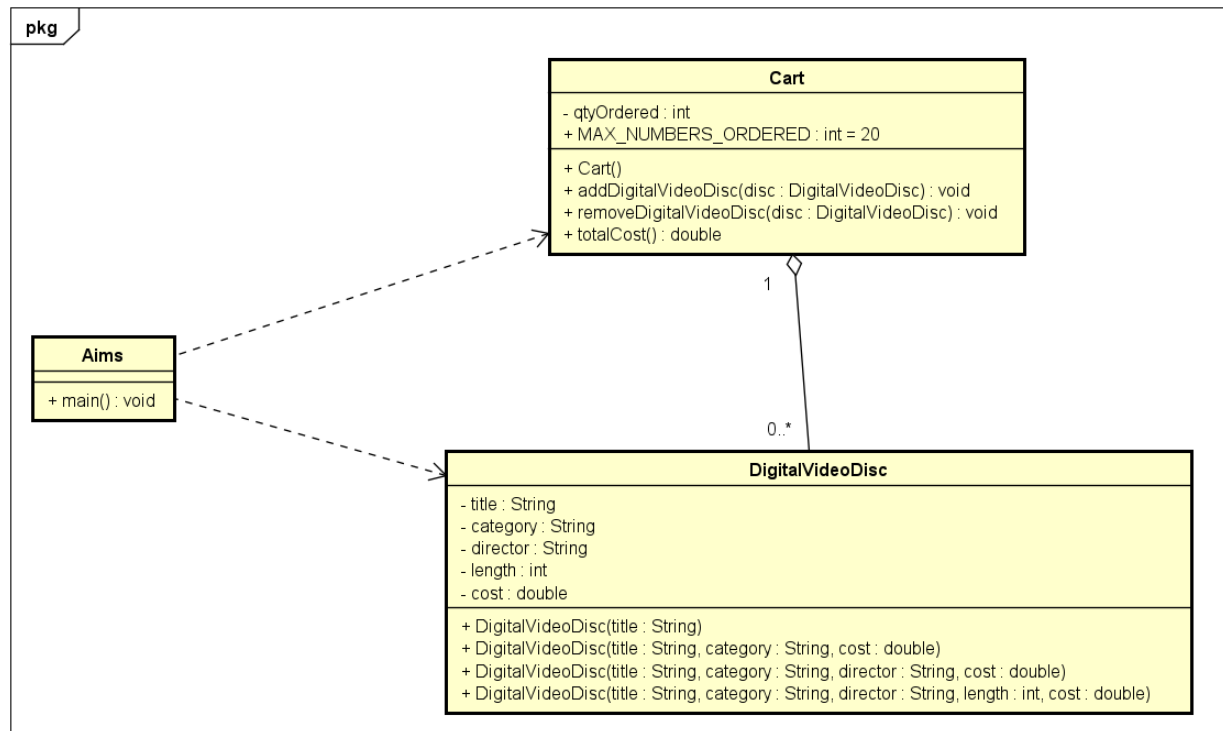 pkg
Cart
- qtyOrdered : int
+ MAX_NUMBERS_ORDERED : int = 20
+ Cart()
+ addDigitalVideoDisc(disc : DigitalVideoDisc) : void
+ removeDigitalVideoDisc(disc : DigitalVideoDisc) : void
+ totalCost() : double
1
Aims
+ main() : void
0..*
DigitalVideoDisc
- title : String
- category : String
- director : String
- length : int
- cost : double
+ DigitalVideoDisc(title : String)
+ DigitalVideoDisc(title : String, category : String, cost : double)
+ DigitalVideoDisc(title : String, category : String, director : String, cost : double)
+ DigitalVideoDisc(title : String, category : String, director : String, length : int, cost : double)